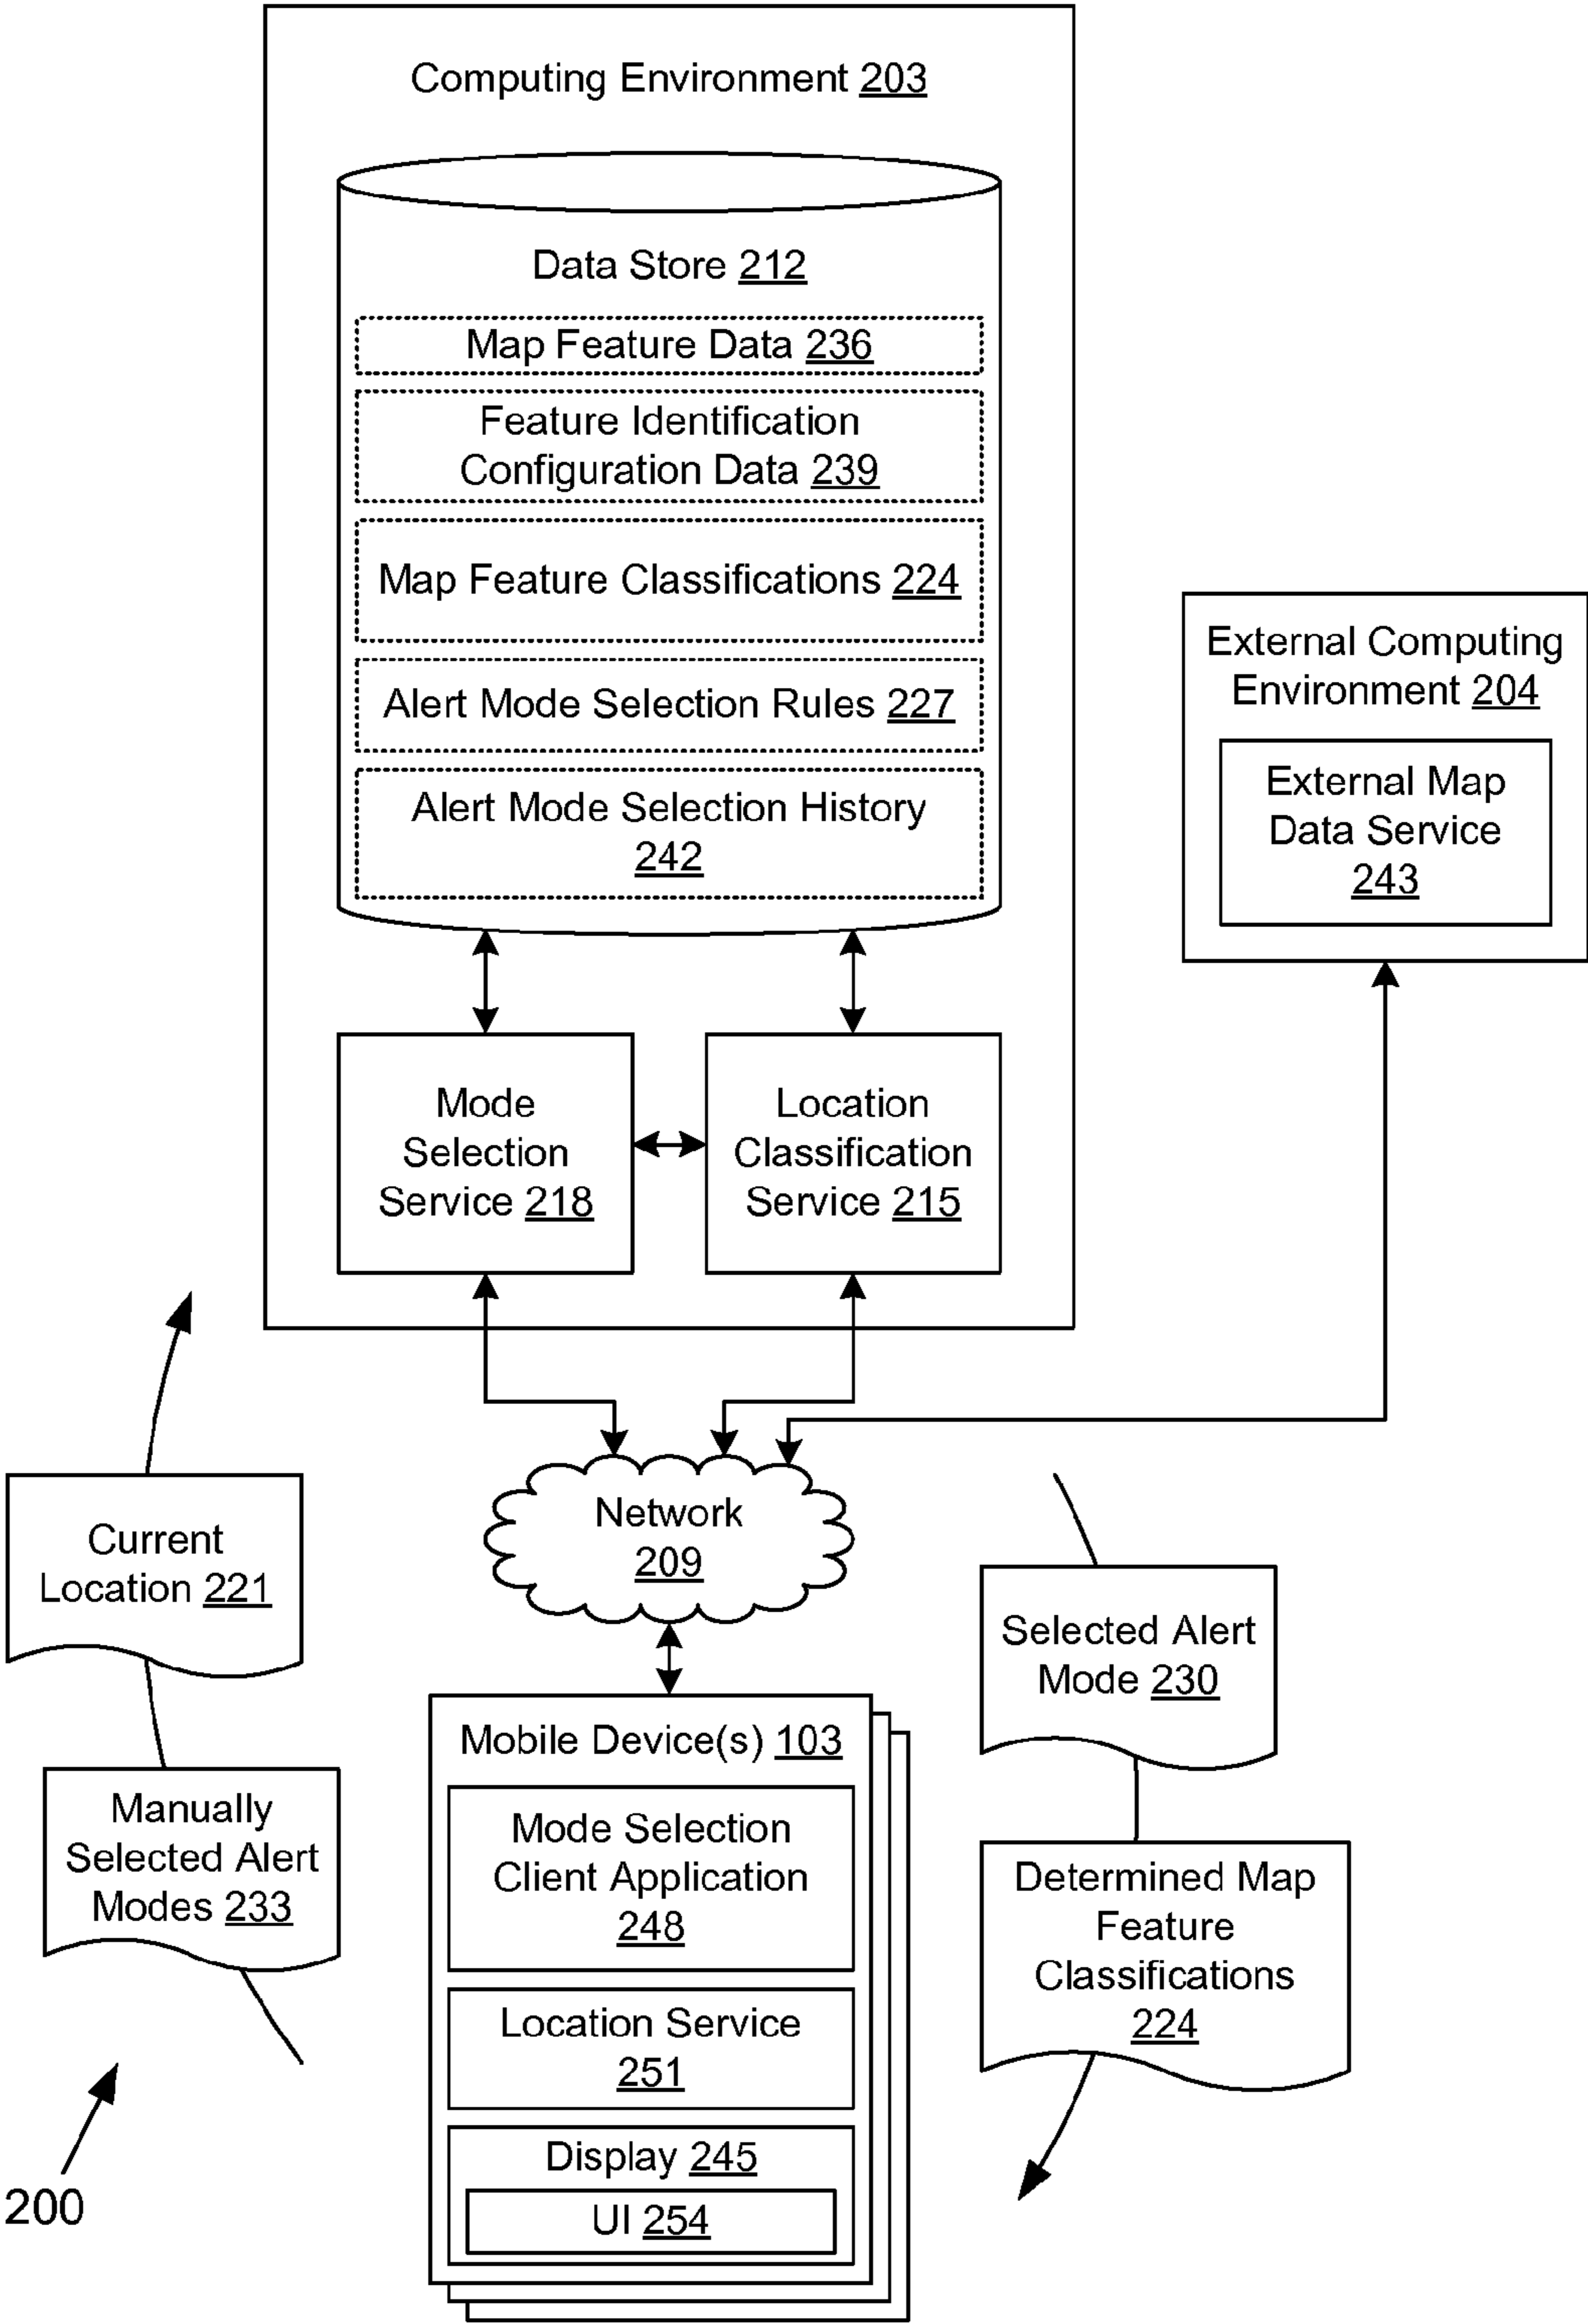 Computing Environment 203
Data Store 212
Map Feature Data 236
Feature Identification
Configuration Data 239
Map Feature Classifications 224
Alert Mode Selection Rules 227
Alert Mode Selection History
242
External Computing
Environment 204
External Map
Data Service
243
Mode
Selection
Service 218
Location
Classification
Service 215
Network
209
Current
Location 221
Manually
Selected Alert
Modes 233
Selected Alert
Mode 230
Determined Map
Feature
Classifications
224
Mobile Device(s) 103
Mode Selection
Client Application
248
Location Service
251
Display 245
UI 254
200